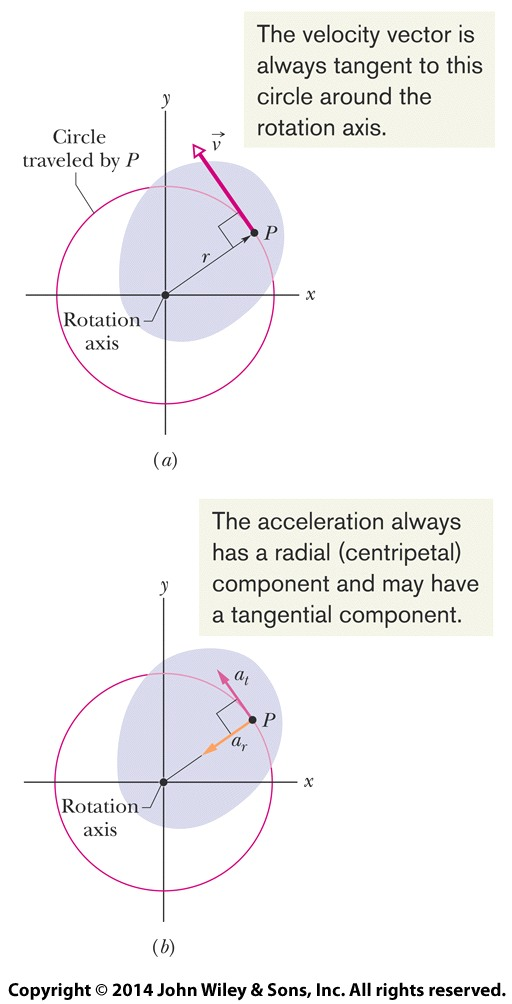 The velocity vector is
always tangent to this
circle around the
rotation axis.
y
Circle
traveled by P
v⃗
P
r
x
Rotation
axis
(a)
The acceleration always
has a radial (centripetal)
component and may have
a tangential component.
y
aₜ
P
aᵣ
x
Rotation
axis
(b)
Copyright © 2014 John Wiley & Sons, Inc. All rights reserved.